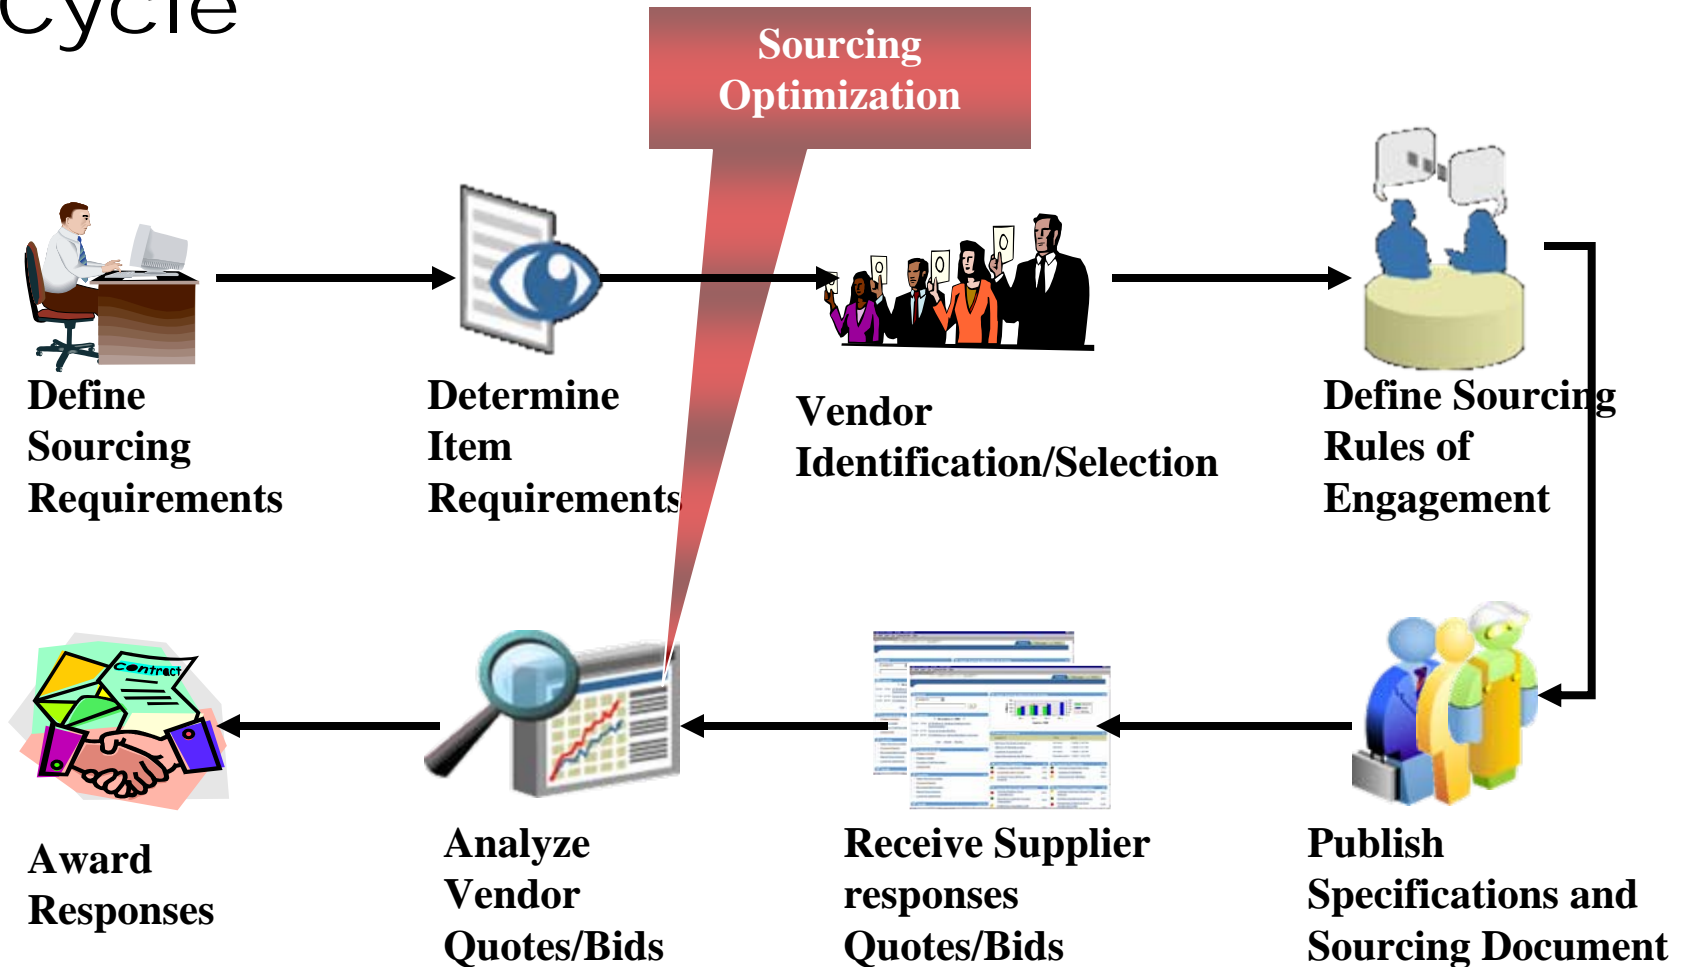 Cycle
Sourcing
Optimization
Define
Sourcing
Requirements
Determine
Item
Requirements
Vendor
Identification/Selection
Define Sourcing
Rules of
Engagement
contract
Award
Responses
Analyze
Vendor
Quotes/Bids
Receive Supplier
responses
Quotes/Bids
Publish
Specifications and
Sourcing Document